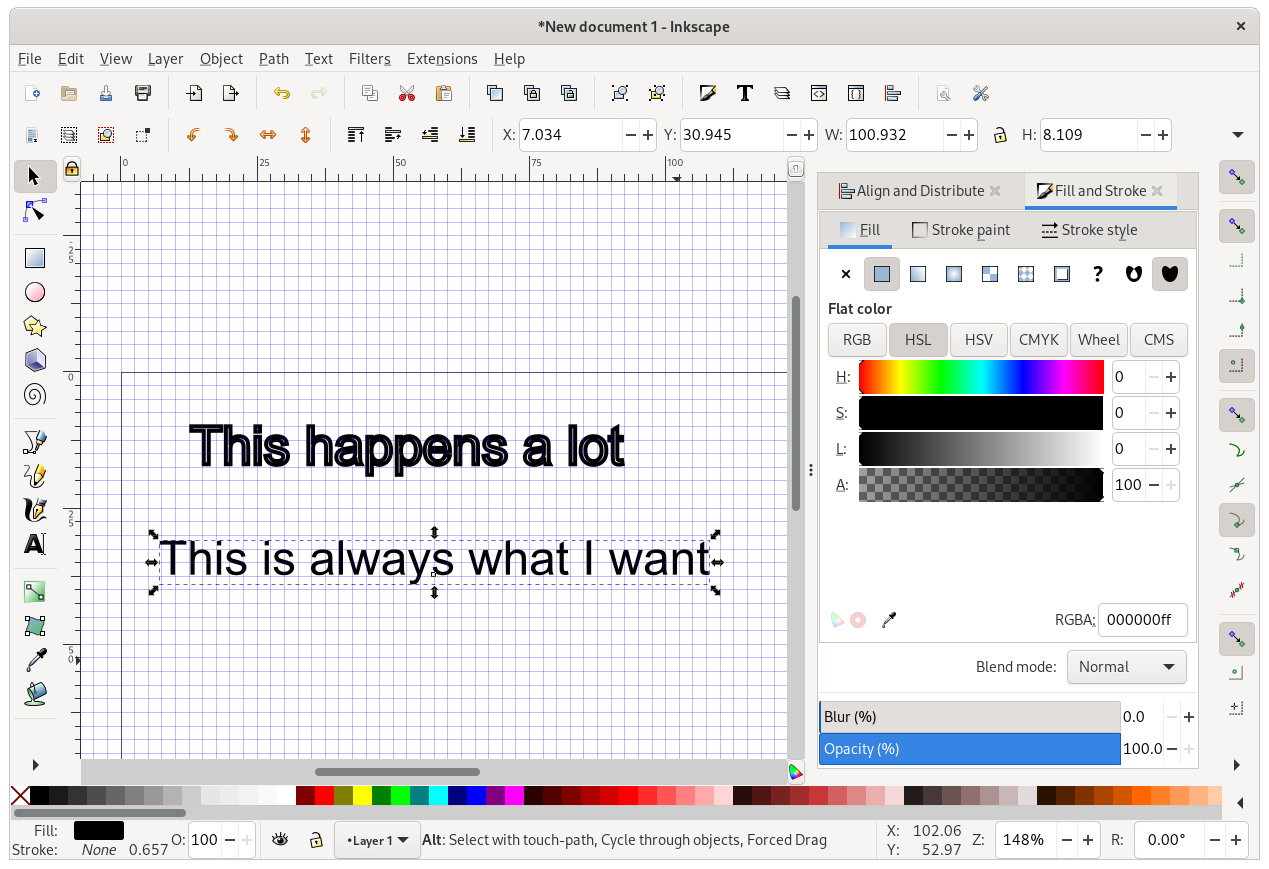 *New document 1 - Inkscape
File Edit View Layer Object Path Text Filters Extensions Help
X: 7.034 Y: 30.945 W: 100.932 H: 8.109
0 25 50 75 100
Align and Distribute Fill and Stroke
Fill Stroke paint Stroke style
-25
?
Flat color
RGB HSL HSV CMYK Wheel CMS
0
H: 0
S: 0
This happens a lot
L: 0
A: 100
25
This is always what I want
A
RGBA: 000000ff
50
Blend mode: Normal
Blur (%) 0.0
Opacity (%) 100.0
Fill: O: 100 Layer 1 Alt: Select with touch-path, Cycle through objects, Forced Drag X: 102.06 Z: 148% R: 0.00°
Stroke: None 0.657 Y: 52.97